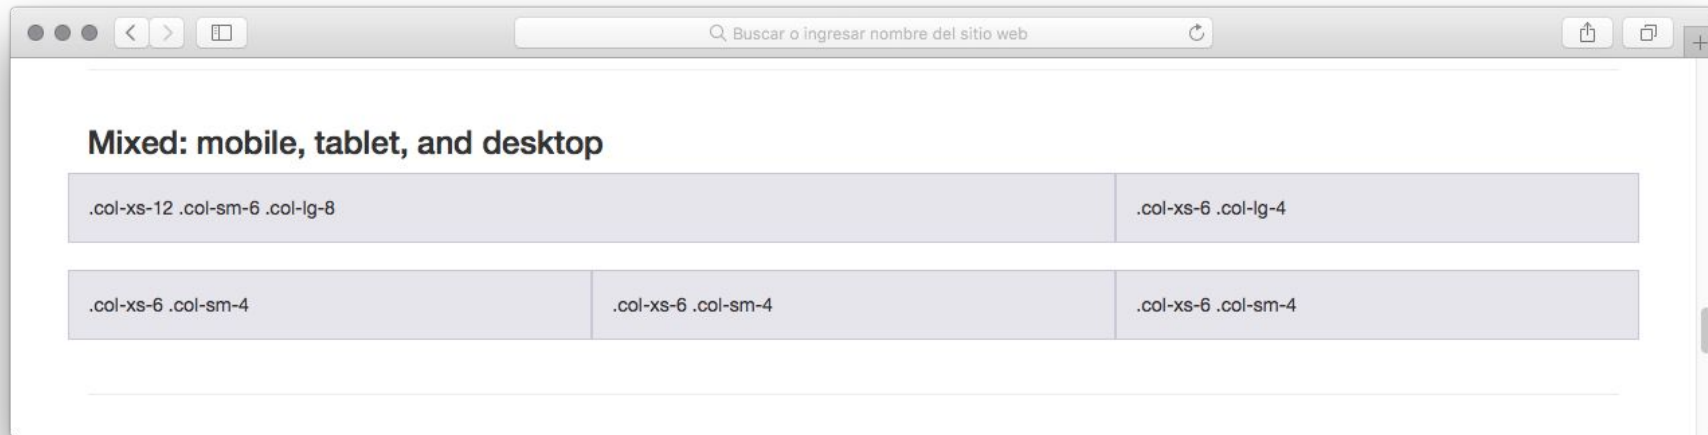 Buscar o ingresar nombre del sitio web
Mixed: mobile, tablet, and desktop
.col-xs-12 .col-sm-6 .col-lg-8
.col-xs-6 .col-lg-4
.col-xs-6 .col-sm-4
.col-xs-6 .col-sm-4
.col-xs-6 .col-sm-4